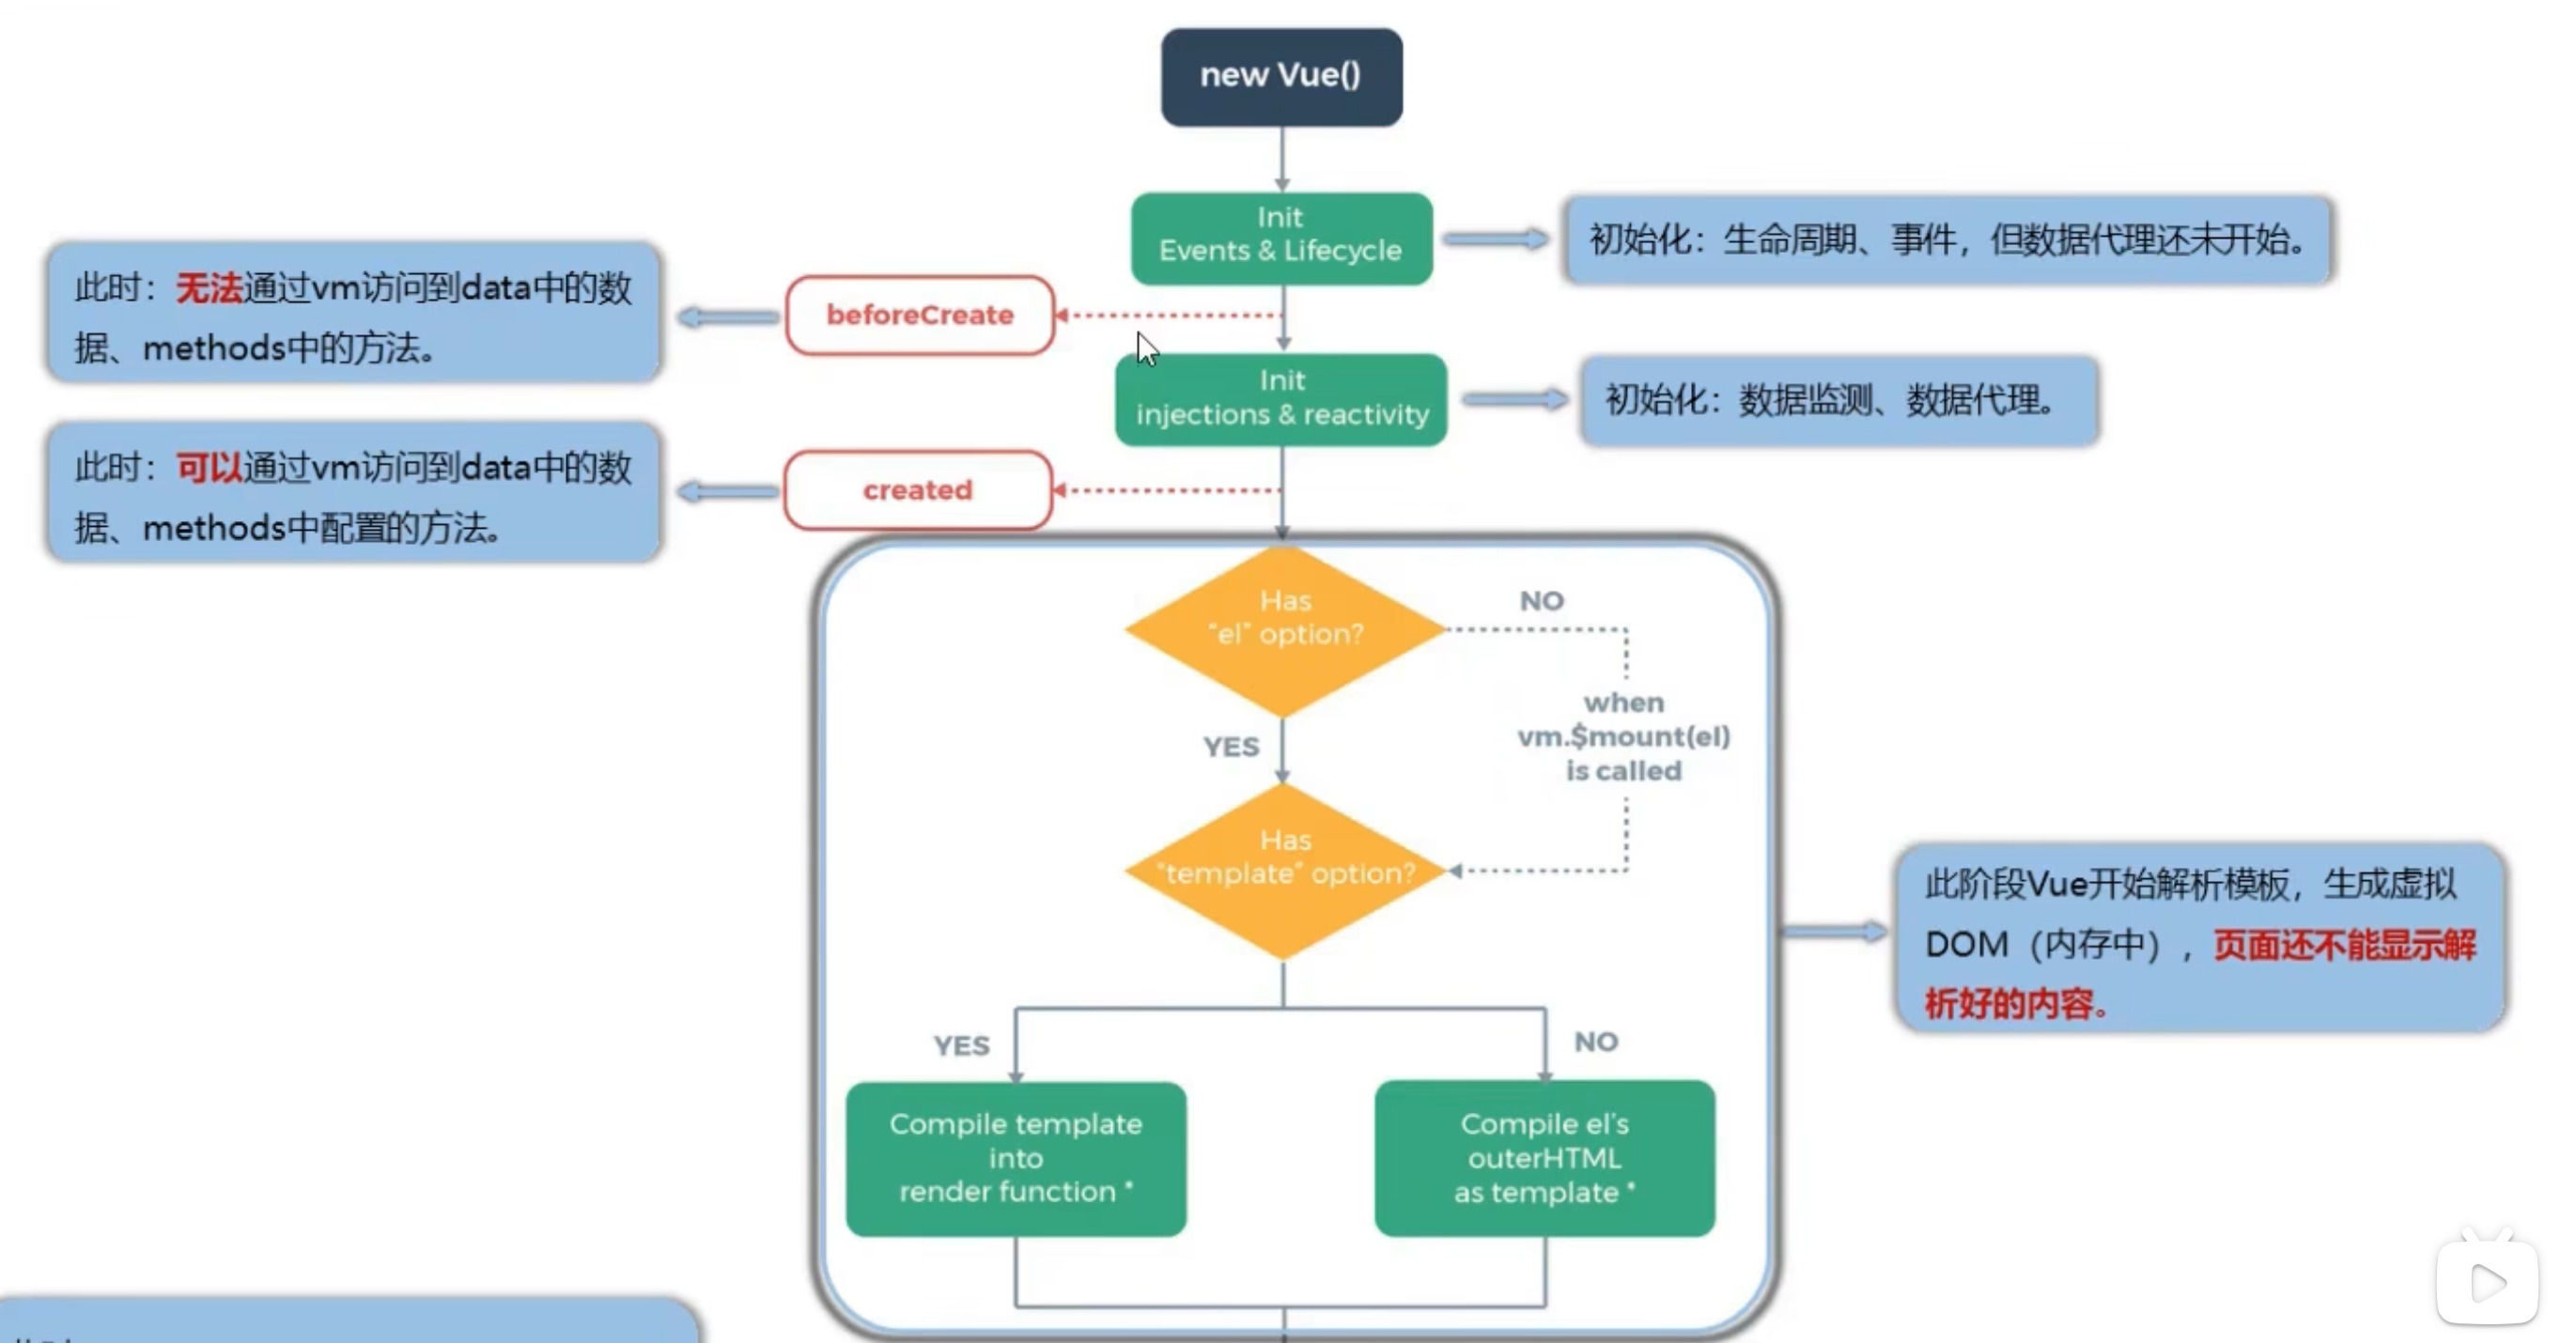 new Vue()
Init
Events & Lifecycle
初始化：生命周期、事件，但数据代理还未开始。
此时：无法通过vm访问到data中的数
据、methods中的方法。
beforeCreate
Init
injections & reactivity
初始化：数据监测、数据代理。
此时：可以通过vm访问到data中的数
据、methods中配置的方法。
created
Has
“el” option?
NO
when
vm.$mount(el)
is called
YES
Has
“template” option?
此阶段Vue开始解析模板，生成虚拟
DOM（内存中），页面还不能显示解
析好的内容。
YES
NO
Compile template
into
render function *
Compile el's
outerHTML
as template *